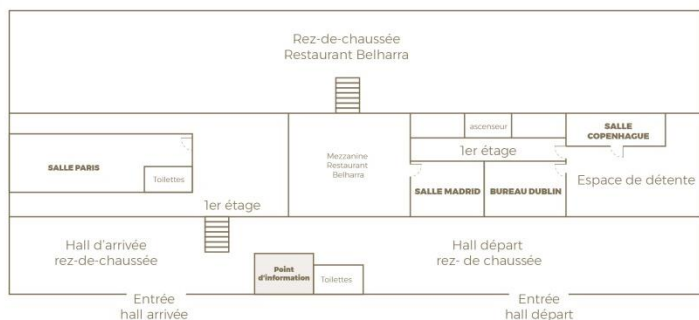 Rez-de-chaussée
Restaurant Belharra
ascenseur
SALLE
COPENHAGUE
1er étage
SALLE PARIS
Toilettes
Mezzanine
Restaurant
Belharra
SALLE MADRID
BUREAU DUBLIN
Espace de détente
1er étage
Hall d'arrivée
rez-de-chaussée
Hall départ
rez- de chaussée
Point
d'information
Toilettes
Entrée
hall arrivée
Entrée
hall départ